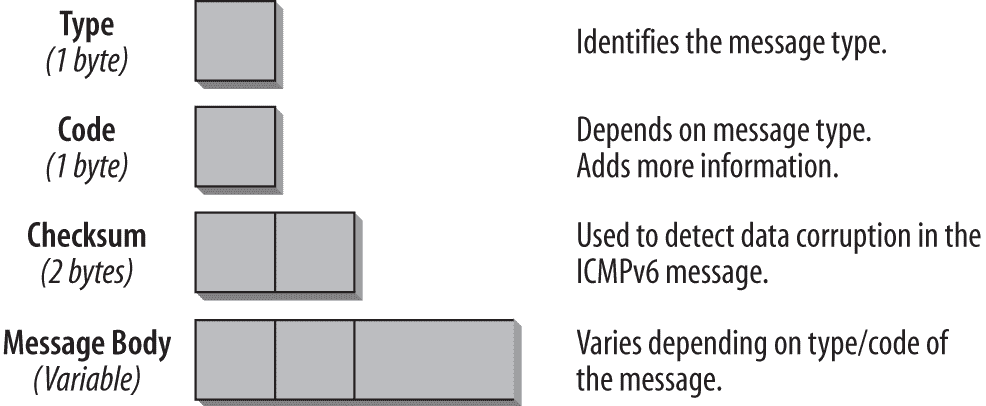 Type
(1 byte)
Identifies the message type.
Code
(1 byte)
Depends on message type.
Adds more information.
Checksum
(2 bytes)
Used to detect data corruption in the
ICMPv6 message.
Message Body
(Variable)
Varies depending on type/code of
the message.